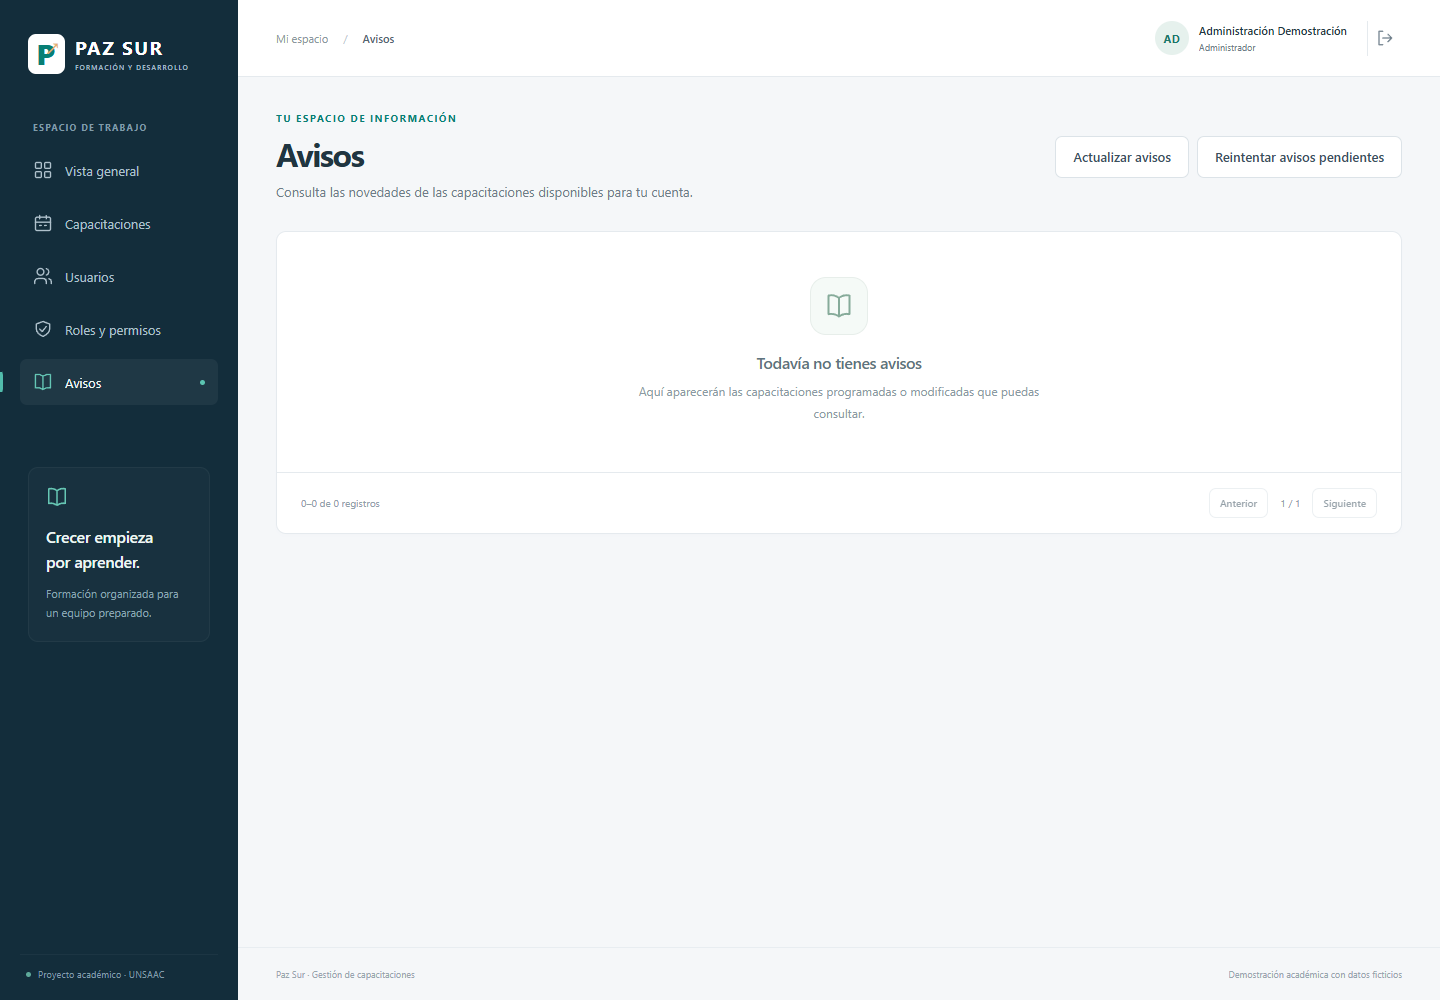 PAZ SUR
FORMACIÓN Y DESARROLLO
ESPACIO DE TRABAJO
Vista general
Capacitaciones
Usuarios
Roles y permisos
Avisos
Crecer empieza
por aprender.
Formación organizada para
un equipo preparado.
Proyecto académico · UNSAAC
Mi espacio / Avisos
AD
Administración Demostración
Administrador
TU ESPACIO DE INFORMACIÓN
Avisos
Consulta las novedades de las capacitaciones disponibles para tu cuenta.
Actualizar avisos
Reintentar avisos pendientes
Todavía no tienes avisos
Aquí aparecerán las capacitaciones programadas o modificadas que puedas
consultar.
0–0 de 0 registros
Anterior
1 / 1
Siguiente
Paz Sur · Gestión de capacitaciones
Demostración académica con datos ficticios